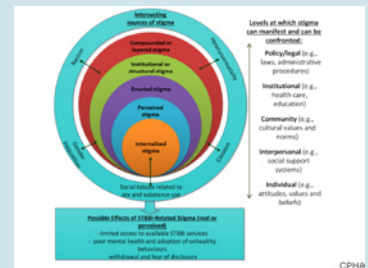 Intersecting
sources of stigma
Racism
Heteronormativity
Compounded or
layered stigma
Institutional or
structural stigma
Enacted stigma
Perceived
stigma
Internalized
stigma
Gender
Classism
Social taboos related to
sex and substance use
Possible Effects of STBBI-Related Stigma (real or
perceived)
- limited access to available STBBI services
- poor mental health and adoption of unhealthy
behaviours
-withdrawal and fear of disclosure
Levels at which stigma
can manifest and can be
confronted:
Policy/legal (e.g.,
laws, administrative
procedures)
Institutional (e.g.,
health care,
education)
Community (e.g.,
cultural values and
norms)
Interpersonal (e.g.,
social support
systems)
Individual (e.g.,
attitudes, values and
beliefs)
CPHA